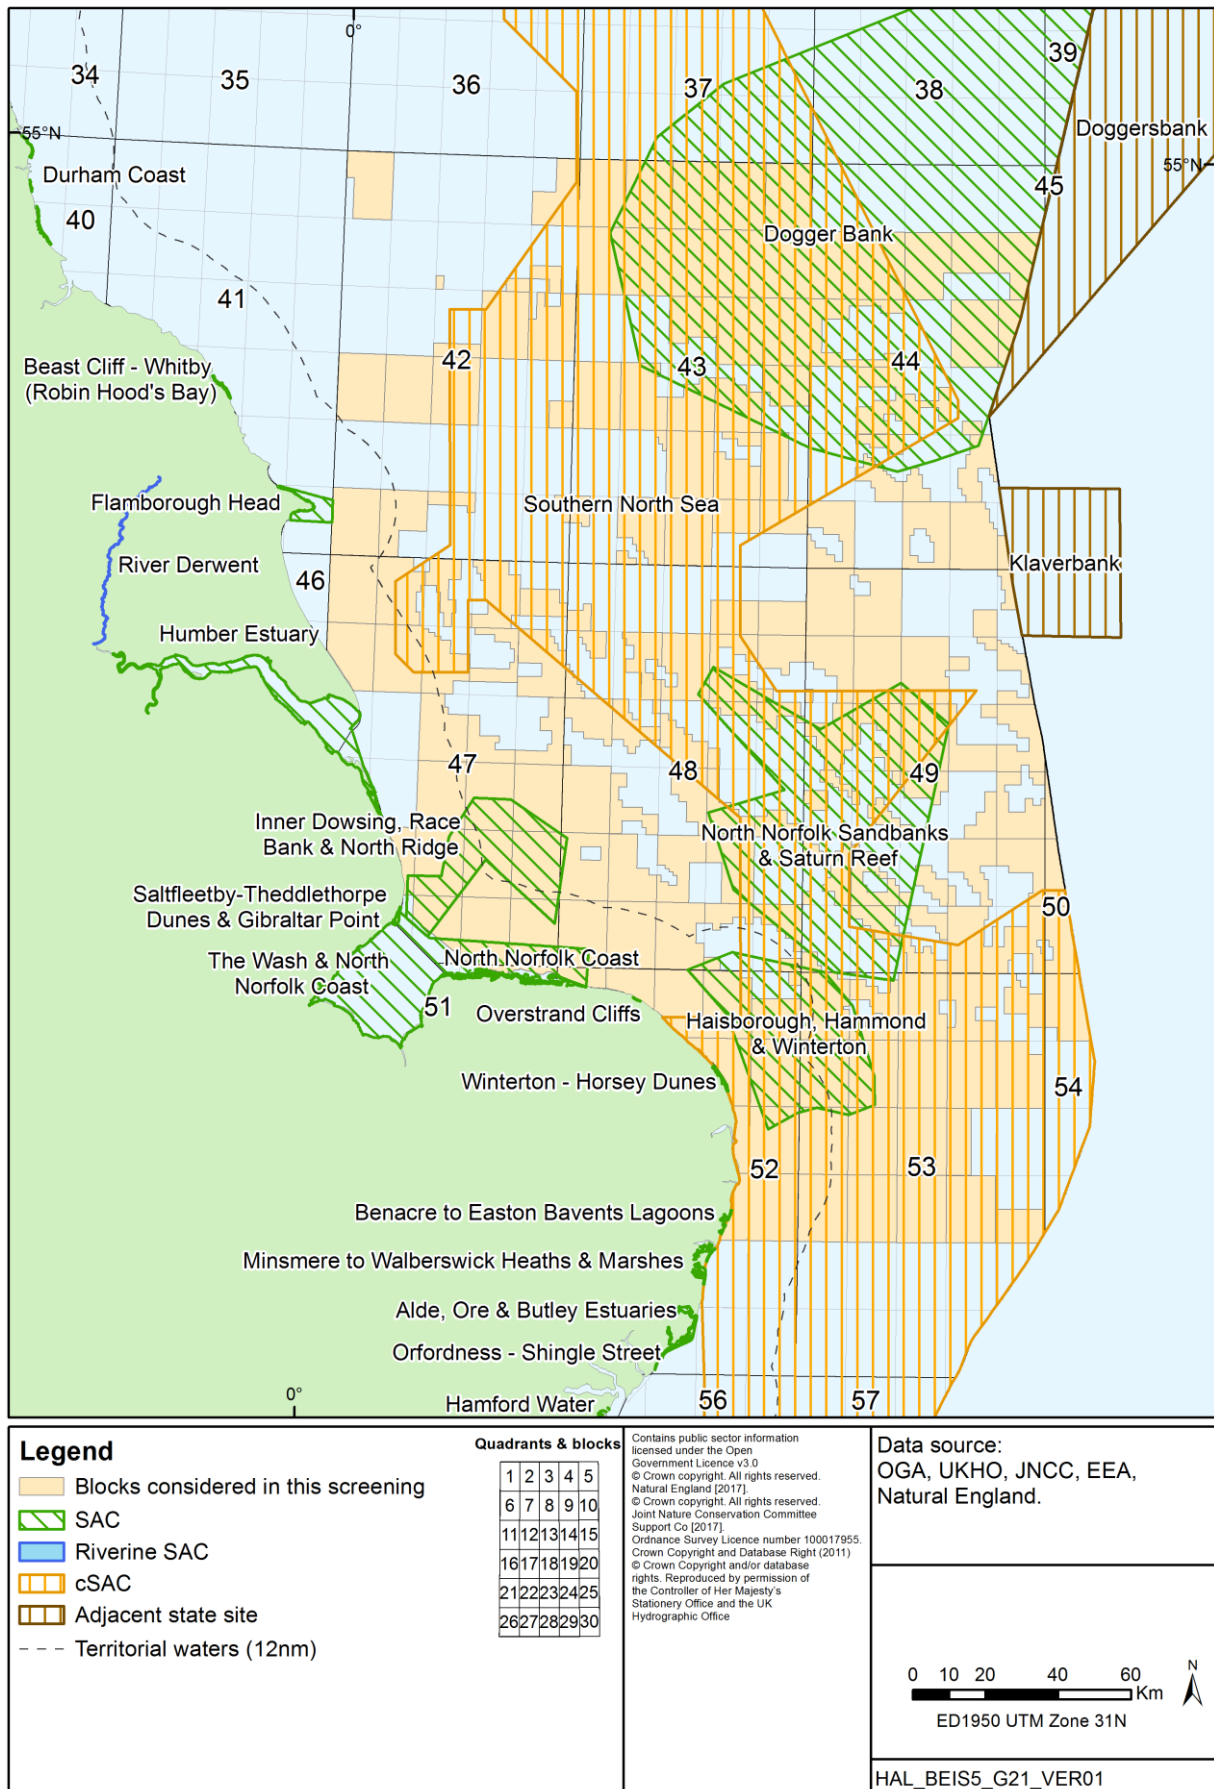 0°
34
35
36
37
38
39
55°N
Doggersbank
55°N
Durham Coast
45
40
Dogger Bank
41
Beast Cliff - Whitby
(Robin Hood's Bay)
42
43
44
Flamborough Head
Southern North Sea
River Derwent
46
Klaverbank
Humber Estuary
47
48
49
Inner Dowsing, Race
Bank & North Ridge
North Norfolk Sandbanks
& Saturn Reef
Saltfleetby-Theddlethorpe
Dunes & Gibraltar Point
50
The Wash & North
Norfolk Coast
North Norfolk Coast
51
Overstrand Cliffs
Haisborough, Hammond
& Winterton
Winterton - Horsey Dunes
54
52
53
Benacre to Easton Bavents Lagoons
Minsmere to Walberswick Heaths & Marshes
Alde, Ore & Butley Estuaries
Orfordness - Shingle Street
0°
Hamford Water
56
57
Legend
Blocks considered in this screening
SAC
Riverine SAC
cSAC
Adjacent state site
Territorial waters (12nm)
Quadrants & blocks
1 2 3 4 5
6 7 8 9 10
11 12 13 14 15
16 17 18 19 20
21 22 23 24 25
26 27 28 29 30
Contains public sector information
licensed under the Open
Government Licence v3.0
© Crown copyright. All rights reserved.
Natural England [2017].
© Crown copyright. All rights reserved.
Joint Nature Conservation Committee
Support Co [2017].
Ordnance Survey Licence number 100017955.
Crown Copyright and Database Right (2011)
© Crown Copyright and/or database
rights. Reproduced by permission of
the Controller of Her Majesty's
Stationery Office and the UK
Hydrographic Office
Data source:
OGA, UKHO, JNCC, EEA,
Natural England.
0 10 20 40 60
Km
N
ED1950 UTM Zone 31N
HAL_BEIS5_G21_VER01